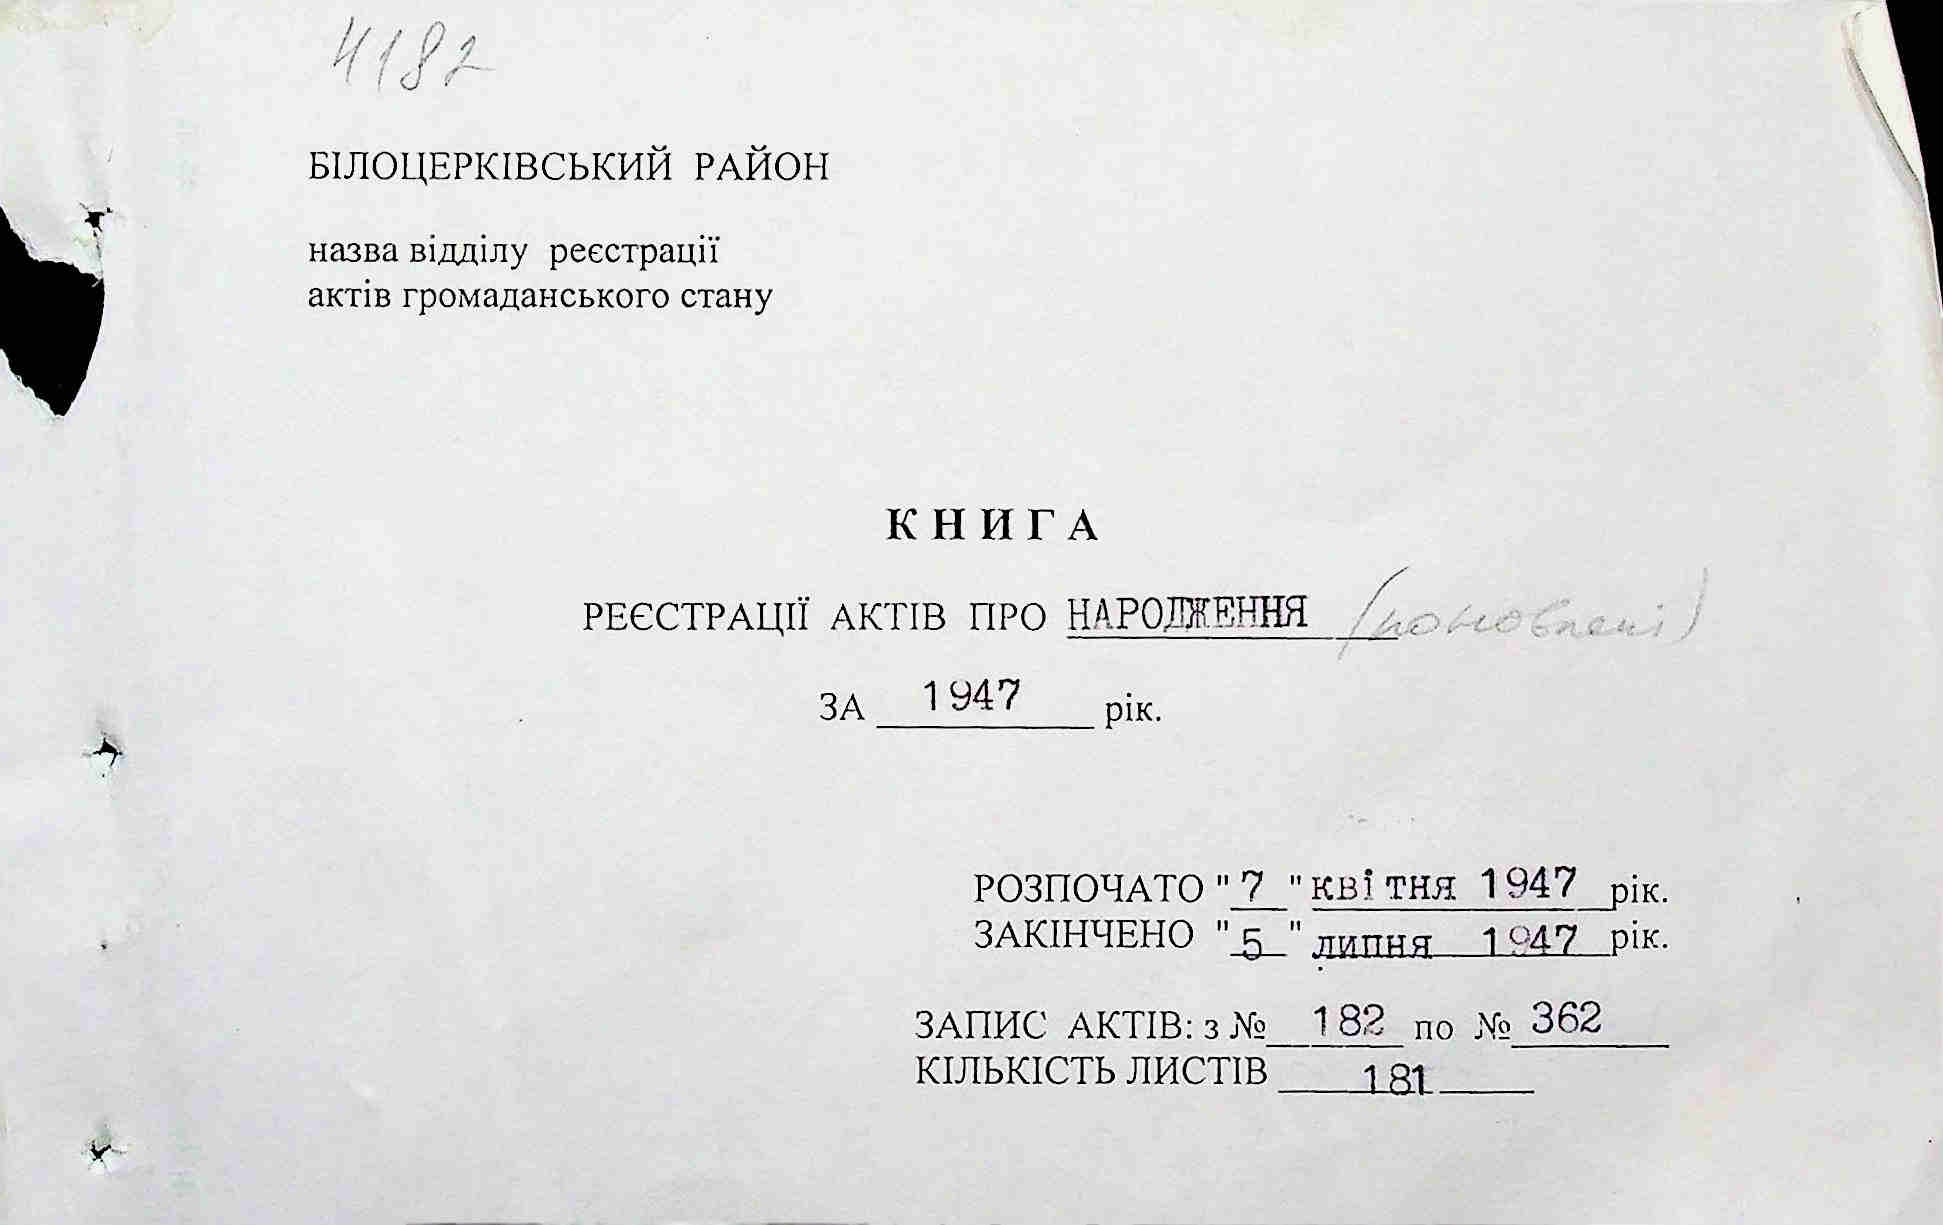 4182
БІЛОЦЕРКІВСЬКИЙ РАЙОН
назва відділу реєстрації
актів громаданського стану
КНИГА
РЕЄСТРАЦІЇ АКТІВ ПРО НАРОДЖЕННЯ (поновлені)
ЗА 1947 рік.
РОЗПОЧАТО "7" квітня 1947 рік.
ЗАКІНЧЕНО "5" липня 1947 рік.
ЗАПИС АКТІВ: з № 182 по № 362
КІЛЬКІСТЬ ЛИСТІВ 181